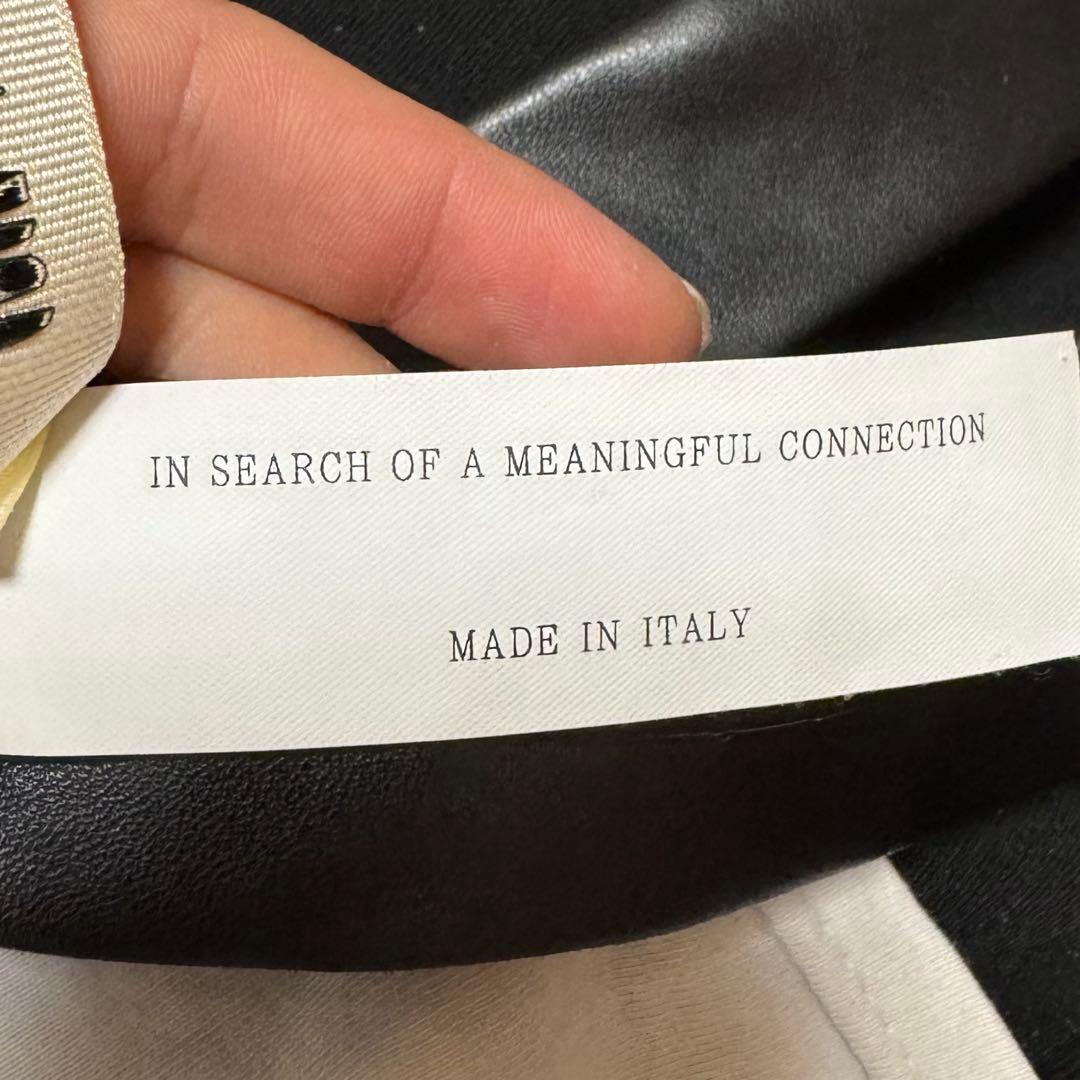 IN SEARCH OF A MEANINGFUL CONNECTION
MADE IN ITALY